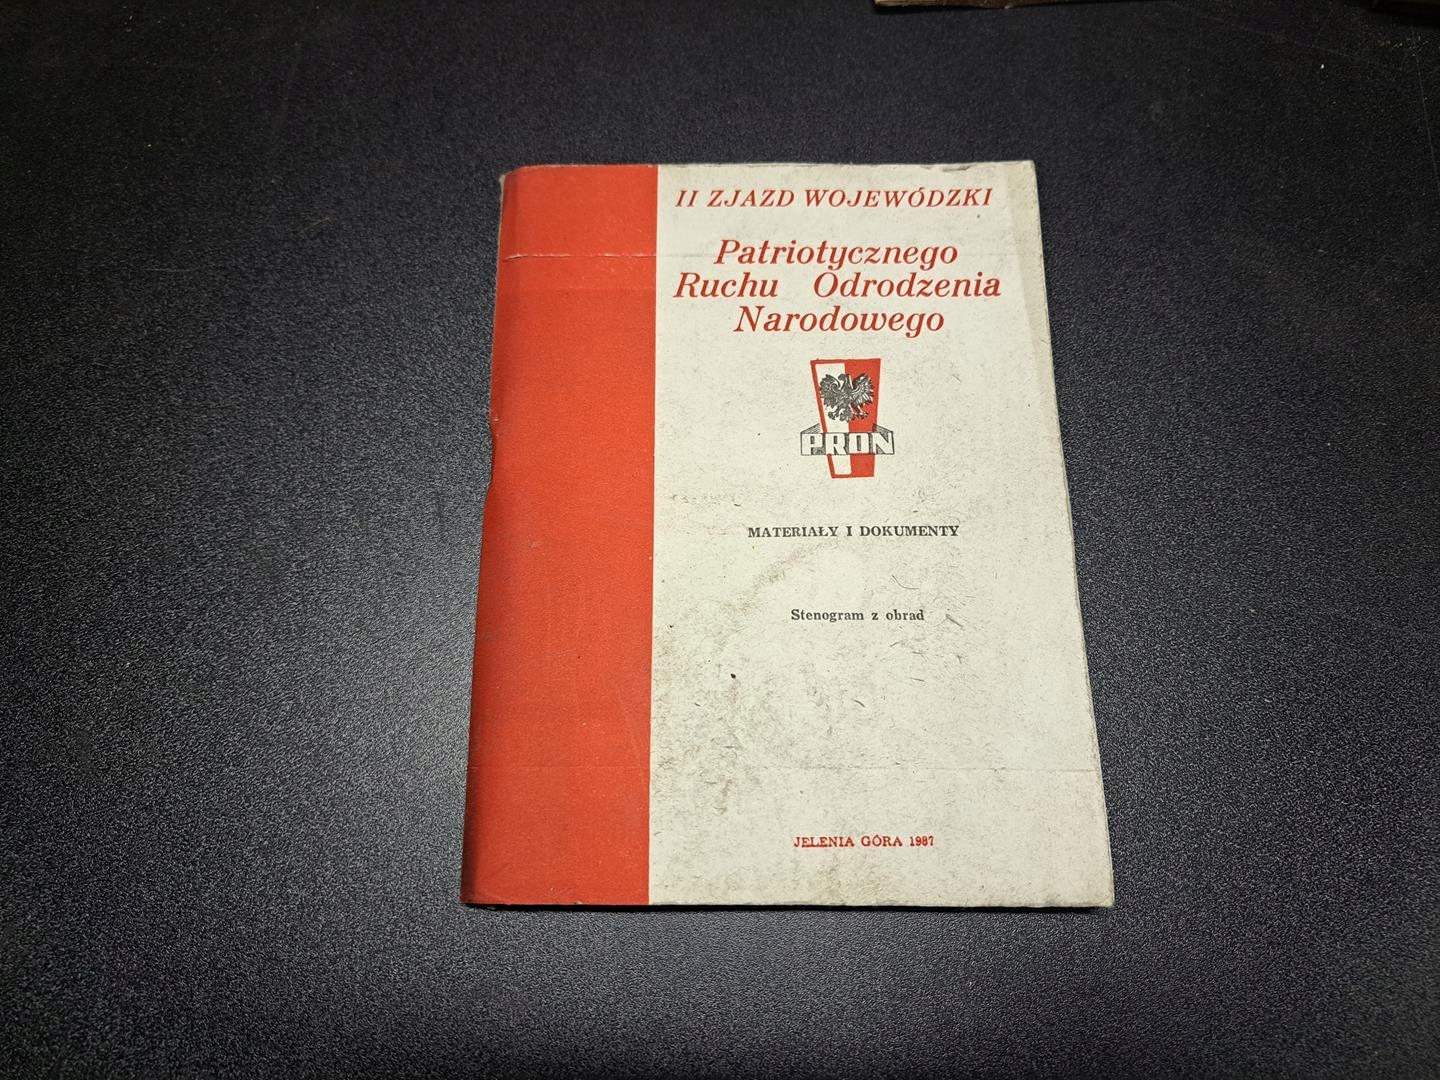 II ZJAZD WOJEWÓDZKI
Patriotycznego
Ruchu Odrodzenia
Narodowego
PRON
MATERIAŁY I DOKUMENTY
Stenogram z obrad
JELENIA GÓRA 1987